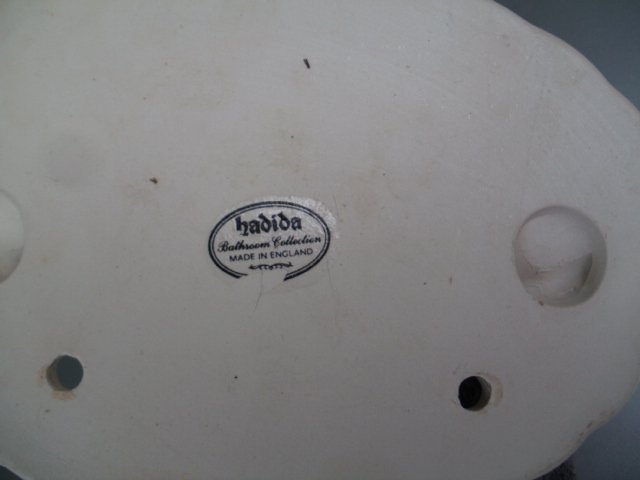 hadida
Bathroom Collection
MADE IN ENGLAND